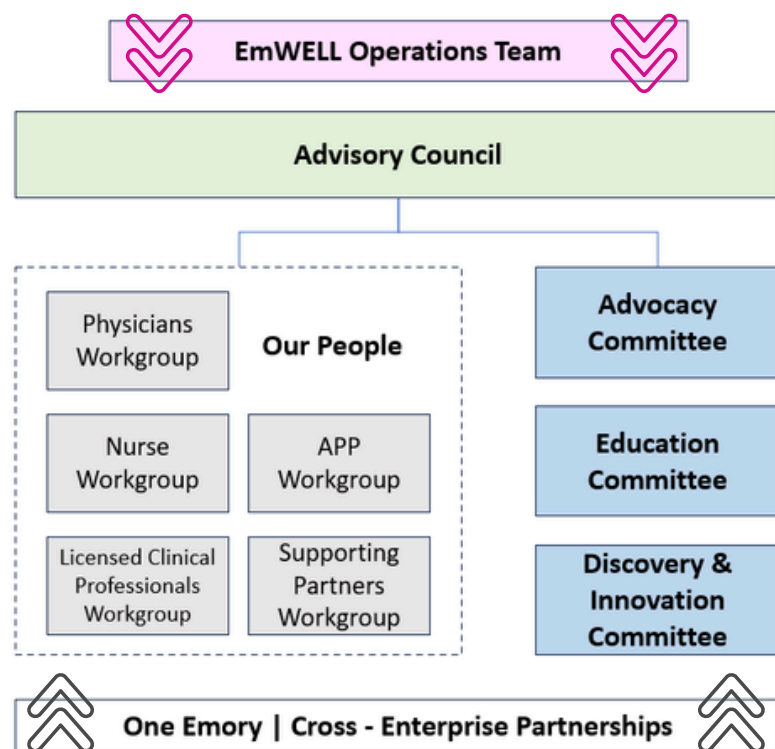 EmWELL Operations Team
Advisory Council
Physicians
Workgroup
Our People
Nurse
Workgroup
APP
Workgroup
Licensed Clinical
Professionals
Workgroup
Supporting
Partners
Workgroup
Advocacy
Committee
Education
Committee
Discovery &
Innovation
Committee
One Emory | Cross - Enterprise Partnerships